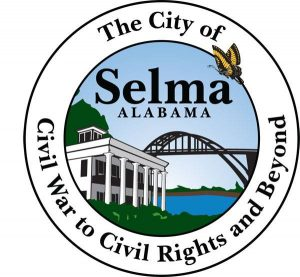 The City of
Selma
ALABAMA
Civil War to Civil Rights and Beyond